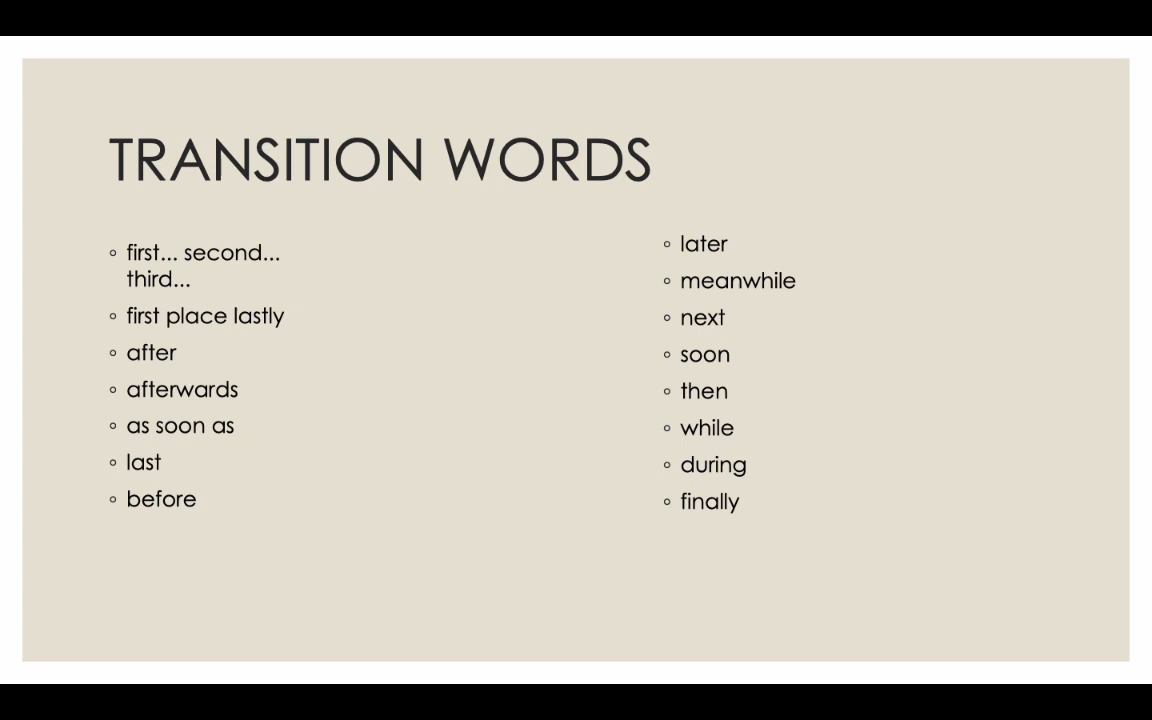 TRANSITION WORDS
◦ first... second...
third...
◦ first place lastly
◦ after
◦ afterwards
◦ as soon as
◦ last
◦ before
◦ later
◦ meanwhile
◦ next
◦ soon
◦ then
◦ while
◦ during
◦ finally